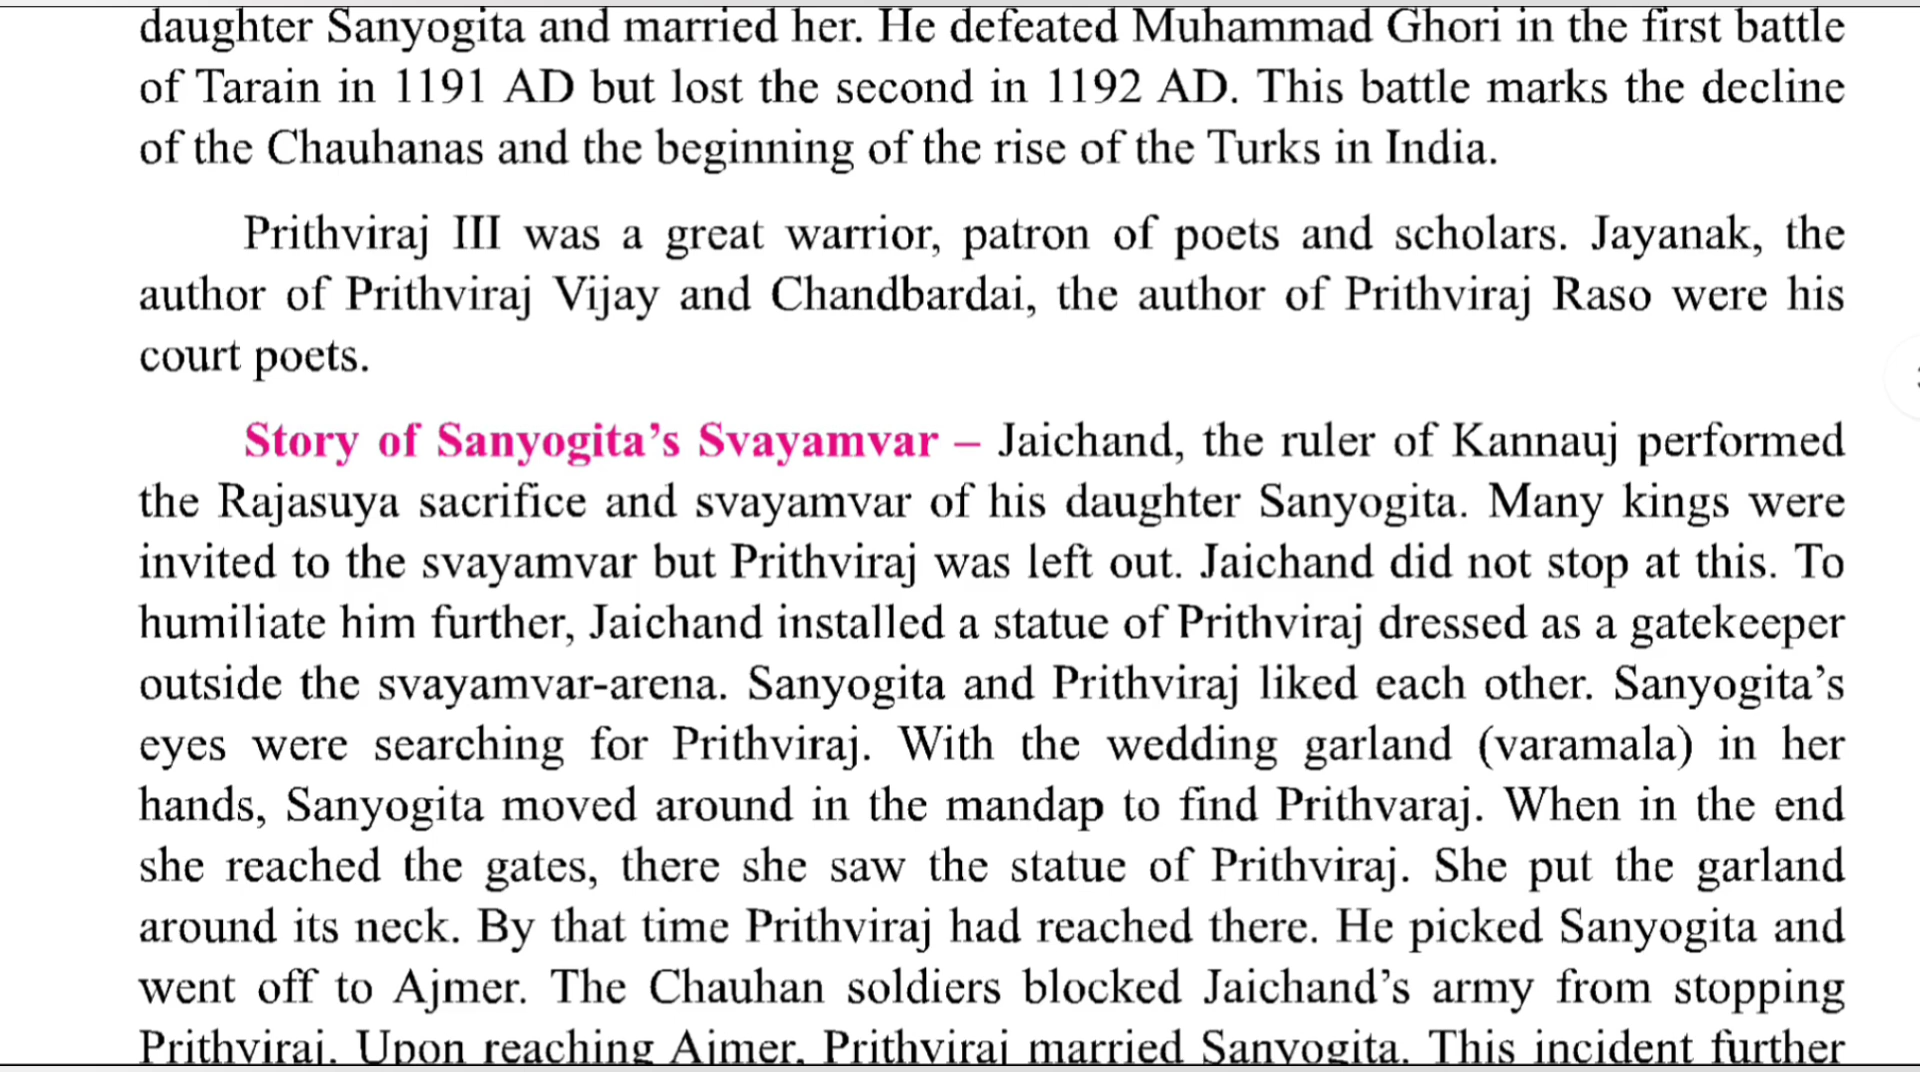 daughter Sanyogita and married her. He defeated Muhammad Ghori in the first battle
of Tarain in 1191 AD but lost the second in 1192 AD. This battle marks the decline
of the Chauhanas and the beginning of the rise of the Turks in India.
Prithviraj III was a great warrior, patron of poets and scholars. Jayanak, the
author of Prithviraj Vijay and Chandbardai, the author of Prithviraj Raso were his
court poets.
Story of Sanyogita’s Svayamvar – Jaichand, the ruler of Kannauj performed
the Rajasuya sacrifice and svayamvar of his daughter Sanyogita. Many kings were
invited to the svayamvar but Prithviraj was left out. Jaichand did not stop at this. To
humiliate him further, Jaichand installed a statue of Prithviraj dressed as a gatekeeper
outside the svayamvar-arena. Sanyogita and Prithviraj liked each other. Sanyogita’s
eyes were searching for Prithviraj. With the wedding garland (varamala) in her
hands, Sanyogita moved around in the mandap to find Prithvaraj. When in the end
she reached the gates, there she saw the statue of Prithviraj. She put the garland
around its neck. By that time Prithviraj had reached there. He picked Sanyogita and
went off to Ajmer. The Chauhan soldiers blocked Jaichand’s army from stopping
Prithviraj. Upon reaching Ajmer, Prithviraj married Sanyogita. This incident further